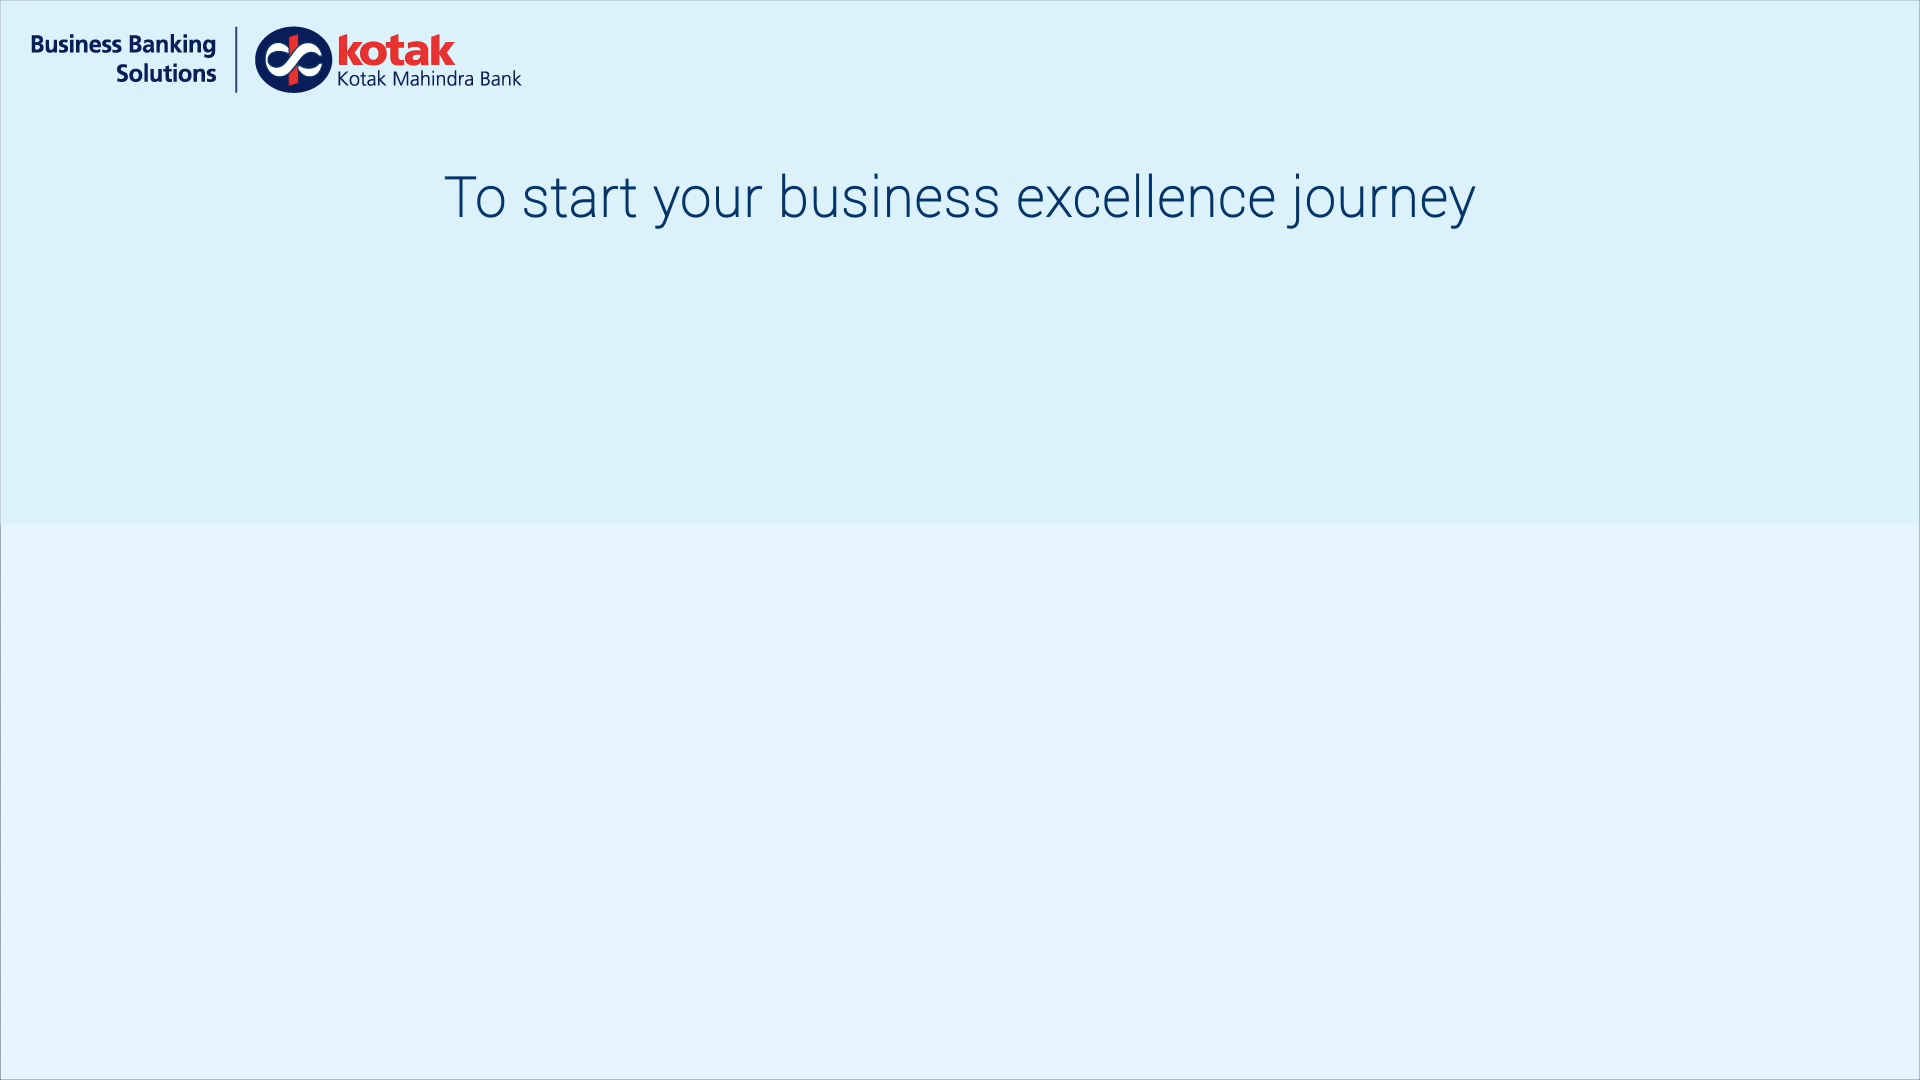 Business Banking
Solutions
kotak
Kotak Mahindra Bank
To start your business excellence journey